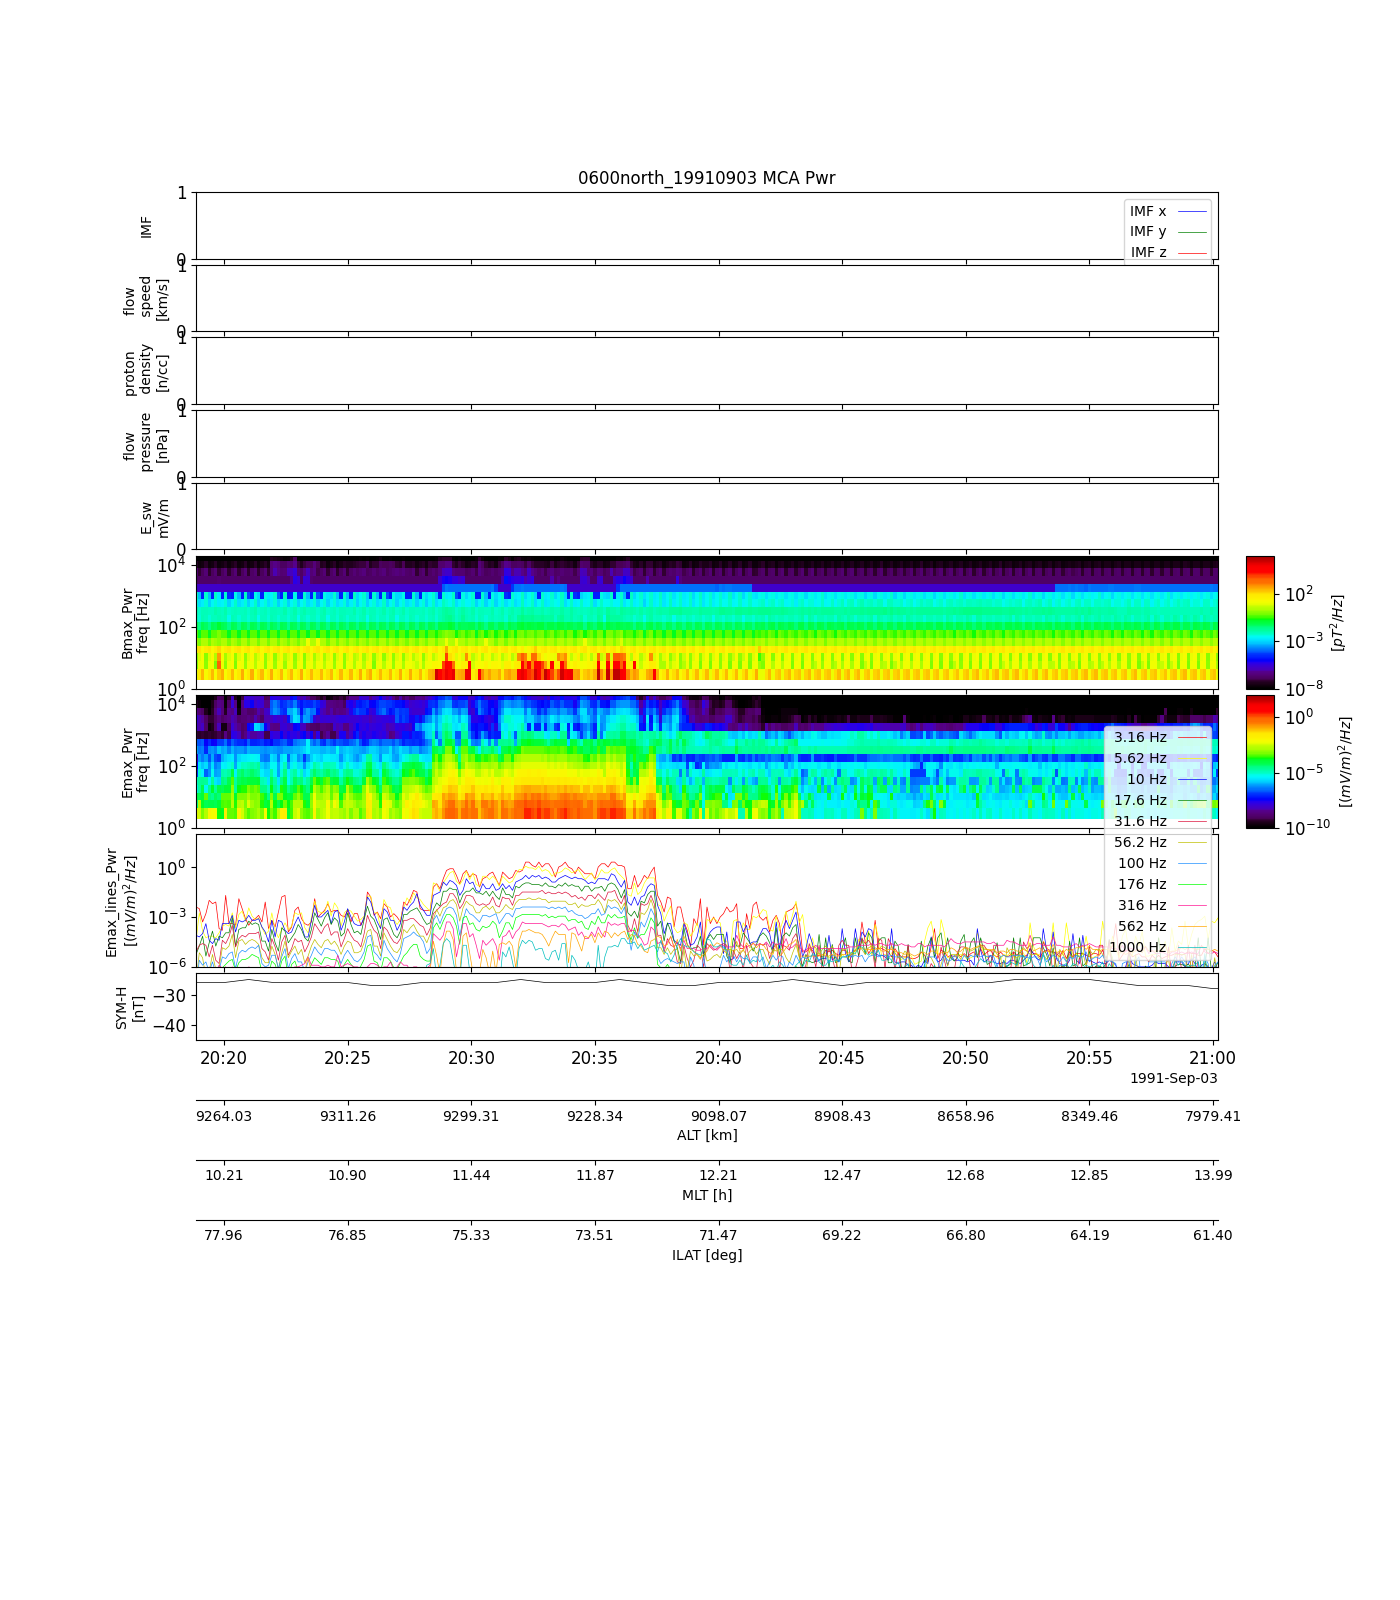 0600north_19910903 MCA Pwr
1
0
IMF
IMF x
IMF y
IMF z
1
0
flow
speed
[km/s]
1
0
proton
density
[n/cc]
1
0
flow
pressure
[nPa]
1
0
E_sw
mV/m
10^4
10^2
10^0
Bmax_Pwr
freq [Hz]
10^2
10^-3
10^-8
[pT^2/Hz]
10^4
10^2
10^0
Emax_Pwr
freq [Hz]
10^0
10^-5
10^-10
[(mV/m)^2/Hz]
3.16 Hz
5.62 Hz
10 Hz
17.6 Hz
31.6 Hz
56.2 Hz
100 Hz
176 Hz
316 Hz
562 Hz
1000 Hz
10^0
10^-3
10^-6
Emax_lines_Pwr
[(mV/m)^2/Hz]
−30
−40
SYM-H
[nT]
20:20 20:25 20:30 20:35 20:40 20:45 20:50 20:55 21:00
1991-Sep-03
9264.03 9311.26 9299.31 9228.34 9098.07 8908.43 8658.96 8349.46 7979.41
ALT [km]
10.21 10.90 11.44 11.87 12.21 12.47 12.68 12.85 13.99
MLT [h]
77.96 76.85 75.33 73.51 71.47 69.22 66.80 64.19 61.40
ILAT [deg]